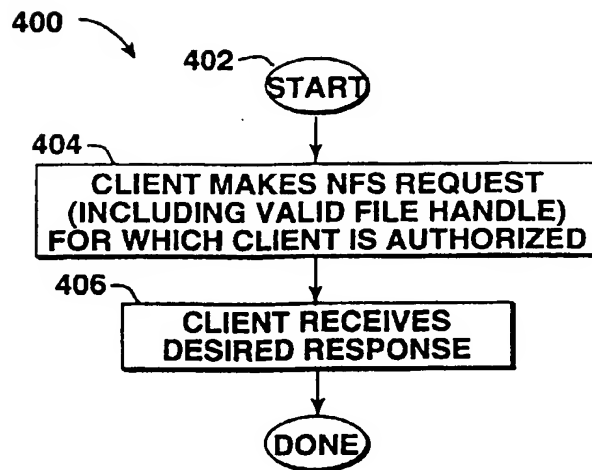 400
402
START
404
CLIENT MAKES NFS REQUEST
(INCLUDING VALID FILE HANDLE)
FOR WHICH CLIENT IS AUTHORIZED
406
CLIENT RECEIVES
DESIRED RESPONSE
DONE